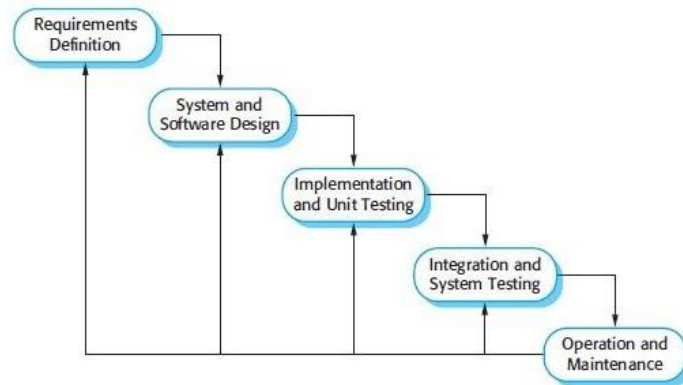 Requirements
Definition
System and
Software Design
Implementation
and Unit Testing
Integration and
System Testing
Operation and
Maintenance